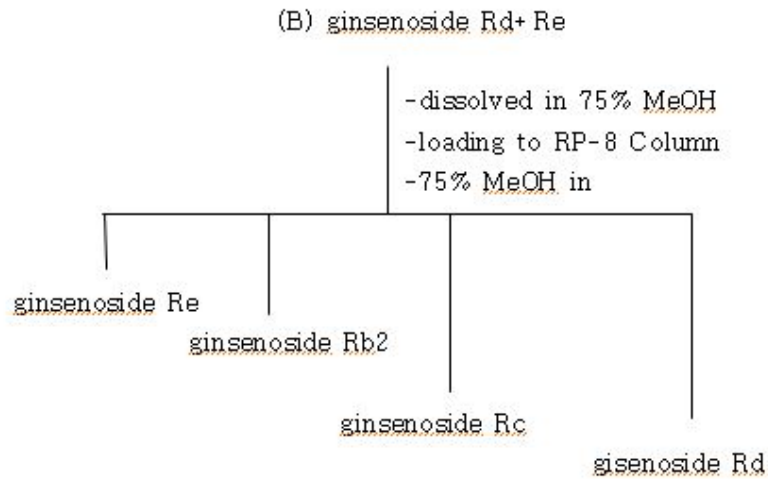 (B) ginsenoside Rd+ Re
-dissolved in 75% MeOH
-loading to RP-8 Column
-75% MeOH in
ginsenoside Re
ginsenoside Rb2
ginsenoside Rc
gisenoside Rd